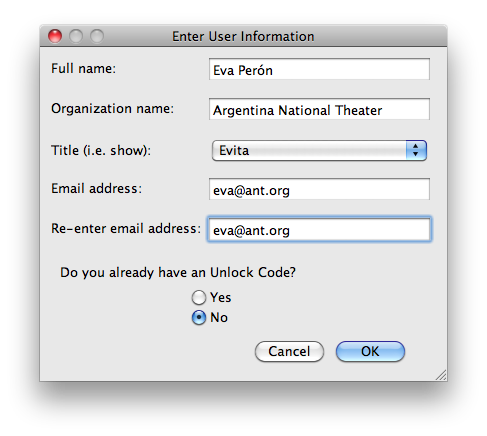 Enter User Information
Full name: Eva Perón
Organization name: Argentina National Theater
Title (i.e. show): Evita
Email address: eva@ant.org
Re-enter email address: eva@ant.org
Do you already have an Unlock Code?
Yes
No
Cancel OK